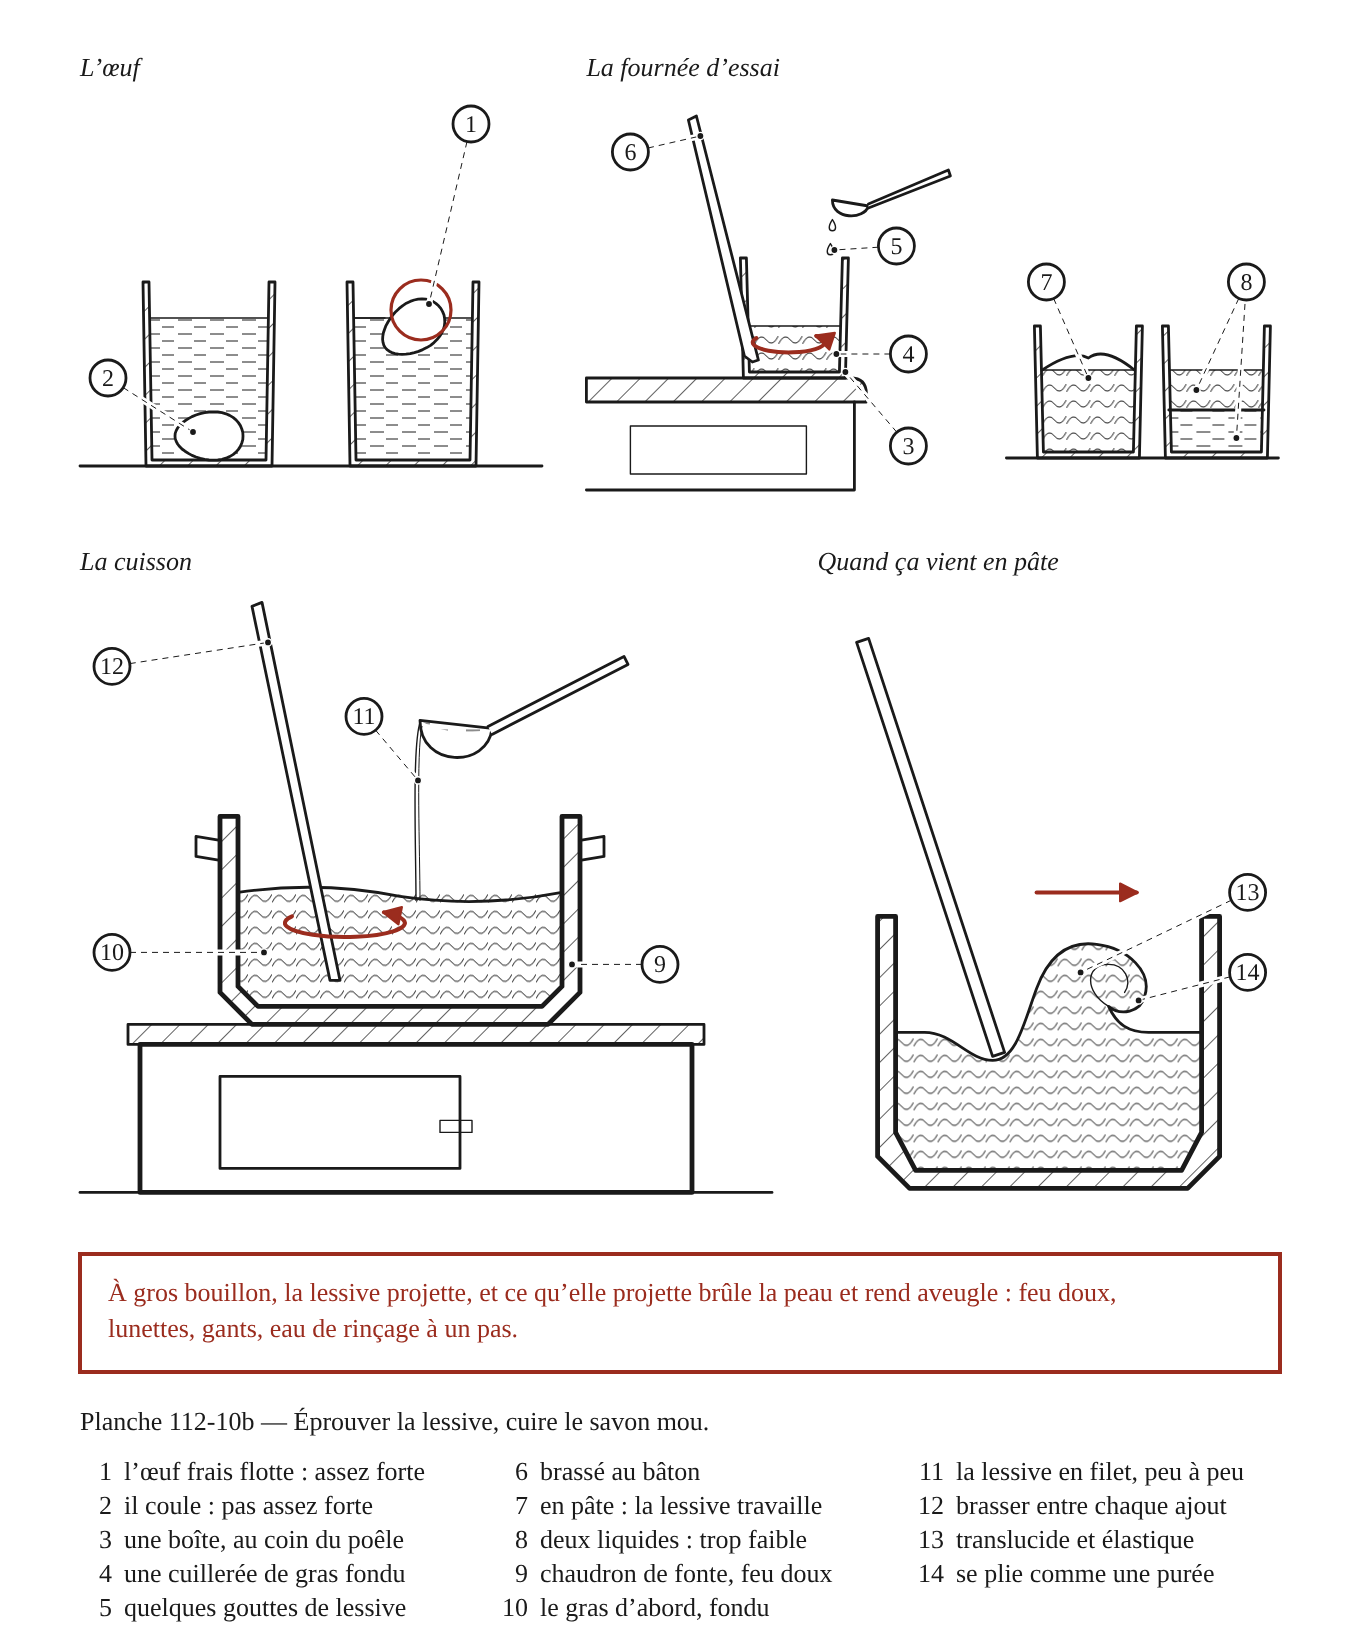 L’œuf
La fournée d’essai
1
6
5
7
8
2
4
3
La cuisson
Quand ça vient en pâte
12
11
13
10
9
14
À gros bouillon, la lessive projette, et ce qu’elle projette brûle la peau et rend aveugle : feu doux,
lunettes, gants, eau de rinçage à un pas.
Planche 112-10b — Éprouver la lessive, cuire le savon mou.
1 l’œuf frais flotte : assez forte
2 il coule : pas assez forte
3 une boîte, au coin du poêle
4 une cuillerée de gras fondu
5 quelques gouttes de lessive
6 brassé au bâton
7 en pâte : la lessive travaille
8 deux liquides : trop faible
9 chaudron de fonte, feu doux
10 le gras d’abord, fondu
11 la lessive en filet, peu à peu
12 brasser entre chaque ajout
13 translucide et élastique
14 se plie comme une purée